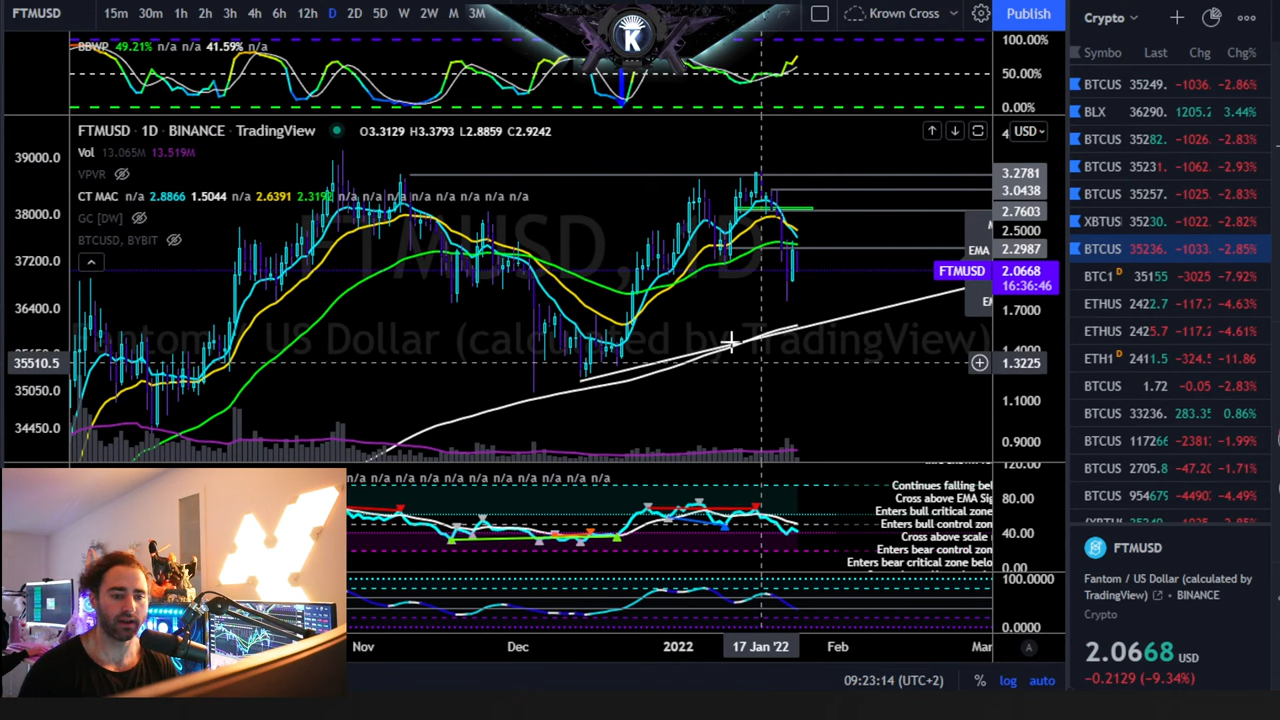 FTMUSD 15m 30m 1h 2h 3h 4h 6h 12h D 2D 5D W 2W M 3M Krown Cross Publish Crypto
K
BBWP 49.21% n/a n/a 41.59% n/a 100.00%
50.00%
0.00%
Symbo Last Chg Chg%
BTCUS 35249. -1036. -2.86%
BLX 36290. 1205.2 3.44%
BTCUS 35282. -1026. -2.83%
BTCUS 35231. -1062. -2.93%
BTCUS 35257. -1025. -2.83%
XBTUS 35230. -1022. -2.82%
BTCUS 35236. -1033. -2.85%
BTC1 D 35155 -3025 -7.92%
ETHUS 2422.7 -117. -4.63%
ETHUS 2425.7 -117. -4.61%
ETH1 D 2411.5 -324.5 -11.86
BTCUS 1.72 -0.05 -2.83%
BTCUS 33236. 283.35 0.86%
BTCUS 117266 -2381 -1.99%
BTCUS 2705.8 -47.20 -1.71%
BTCUS 954679 -4490 -4.49%
FTMUSD · 1D · BINANCE · TradingView O3.3129 H3.3793 L2.8859 C2.9242 4 USD
Vol 13.065M 13.519M
VPVR
CT MAC n/a 2.8866 1.5044 n/a 2.6391 n/a n/a n/a n/a n/a n/a n/a n/a n/a
GC [DW]
BTCUSD, BYBIT
39000.0
38000.0
37200.0
36400.0
35510.5
35050.0
34450.0
3.2781
3.0438
2.7603
2.5000
EMA 2.2987
FTMUSD 2.0668
16:36:46
1.7000
1.3225
1.1000
0.9000
FTMUSD, D
Fantom / US Dollar (calculated by TradingView)
n/a n/a n/a n/a n/a n/a n/a n/a n/a n/a n/a
120.00
80.00
40.00
0.00
Continues falling bel
Cross above EMA Sig
Enters bull critical zone
Enters bull control zon
Cross above scale
Enters bear control zon
Enters bear critical zone belo
100.0000
0.0000
Nov Dec 2022 17 Jan '22 Feb Mar A
09:23:14 (UTC+2) % log auto
FTMUSD
Fantom / US Dollar (calculated by
TradingView) • BINANCE
Crypto
2.0668 USD
-0.2129 (-9.34%)